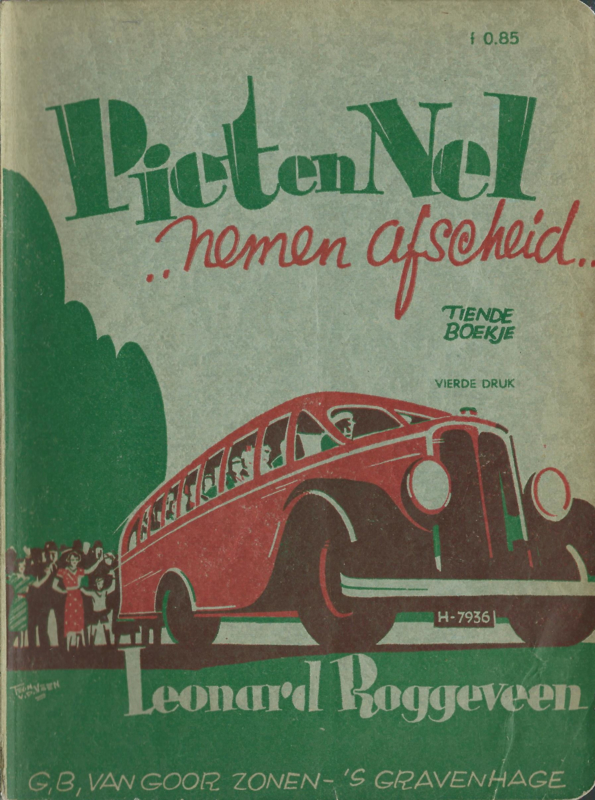 f 0.85
Piet en Nel
..nemen afscheid..
TIENDE
BOEKJE
VIERDE DRUK
H-7936
Leonard Roggeveen
G,B, VAN GOOR ZONEN - 'S GRAVENHAGE